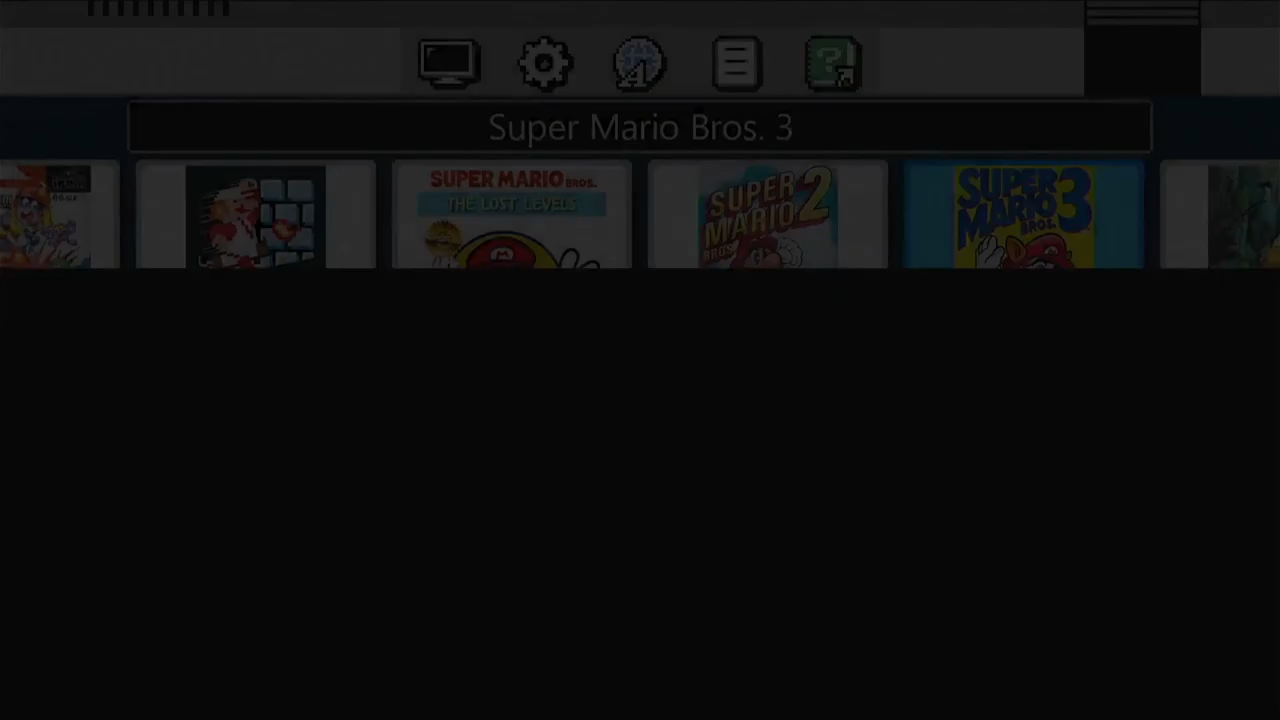 ?
Super Mario Bros. 3
SUPER MARIO BROS.
THE LOST LEVELS
SUPER
MARIO 2
BROS
SUPER
MARIO 3
BROS.
M